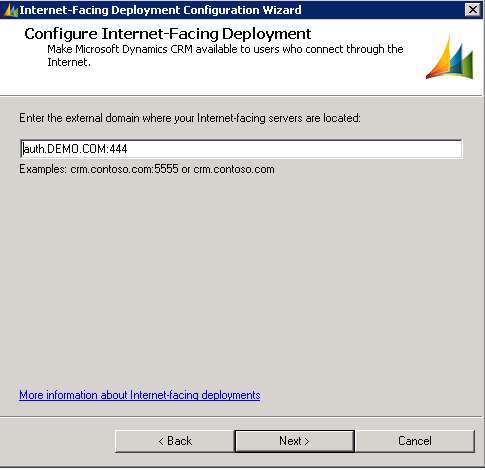 Internet-Facing Deployment Configuration Wizard
Configure Internet-Facing Deployment
Make Microsoft Dynamics CRM available to users who connect through the
Internet.
Enter the external domain where your Internet-facing servers are located:
auth.DEMO.COM:444
Examples: crm.contoso.com:5555 or crm.contoso.com
More information about Internet-facing deployments
< Back
Next >
Cancel